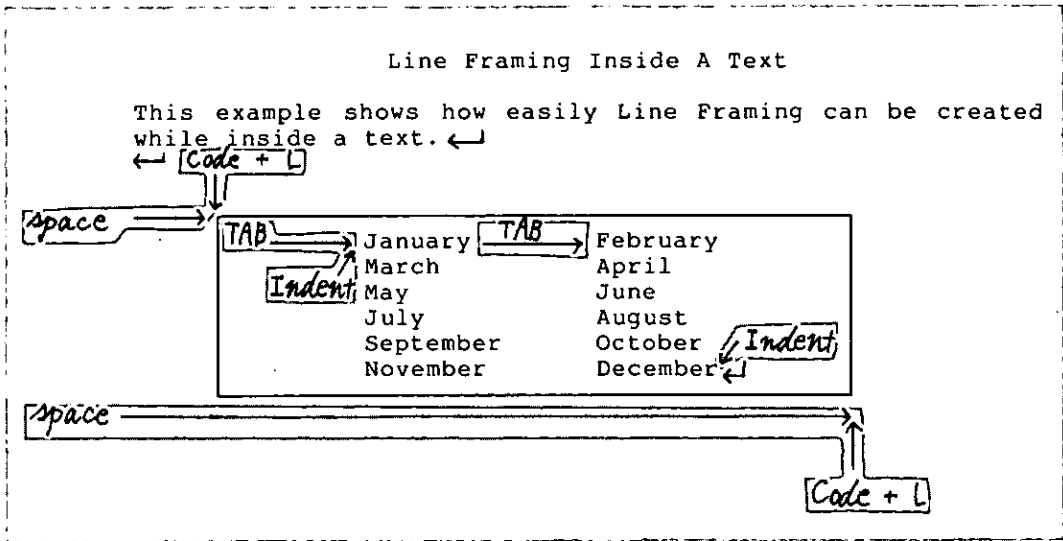 Line Framing Inside A Text
This example shows how easily Line Framing can be created
while inside a text. ↵
↵ Code + L
space
TAB January TAB February
March April
Indent May June
July August
September October Indent
November December ↵
space
Code + L